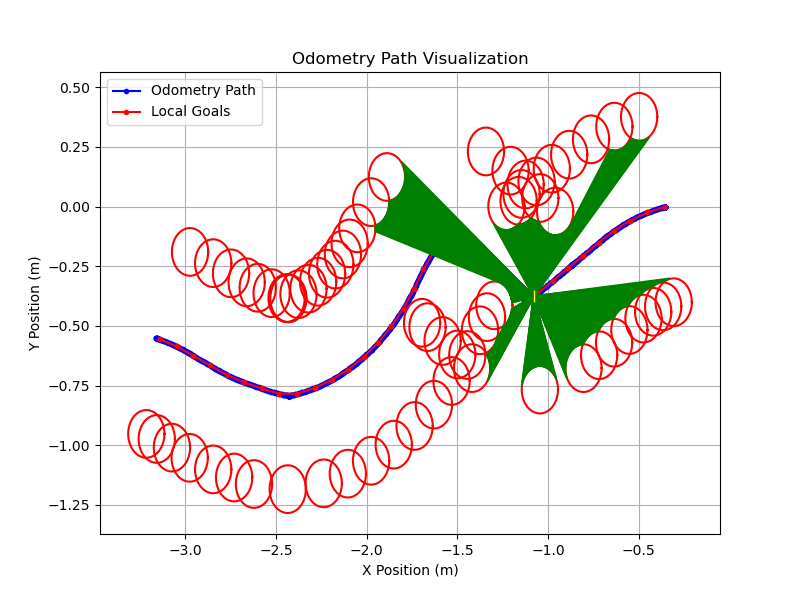 Odometry Path Visualization
Odometry Path
Local Goals
0.50
0.25
0.00
−0.25
−0.50
−0.75
−1.00
−1.25
Y Position (m)
−3.0 −2.5 −2.0 −1.5 −1.0 −0.5
X Position (m)